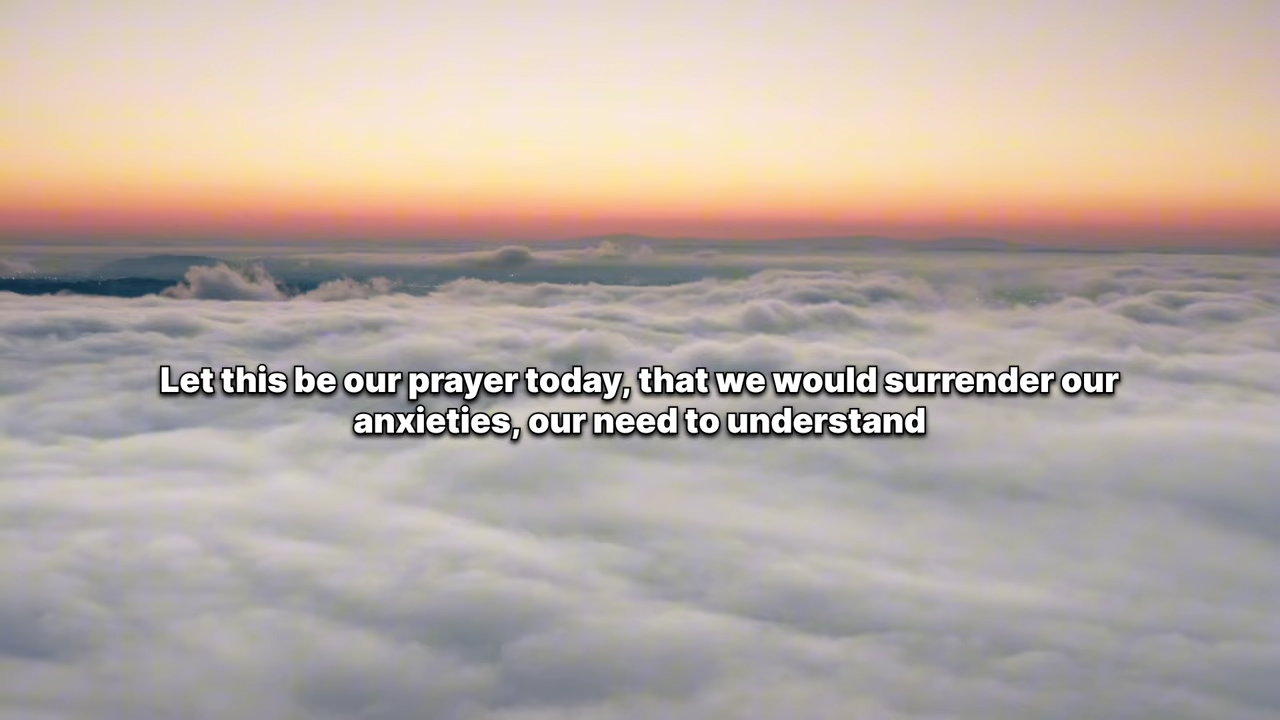 Let this be our prayer today, that we would surrender our
anxieties, our need to understand